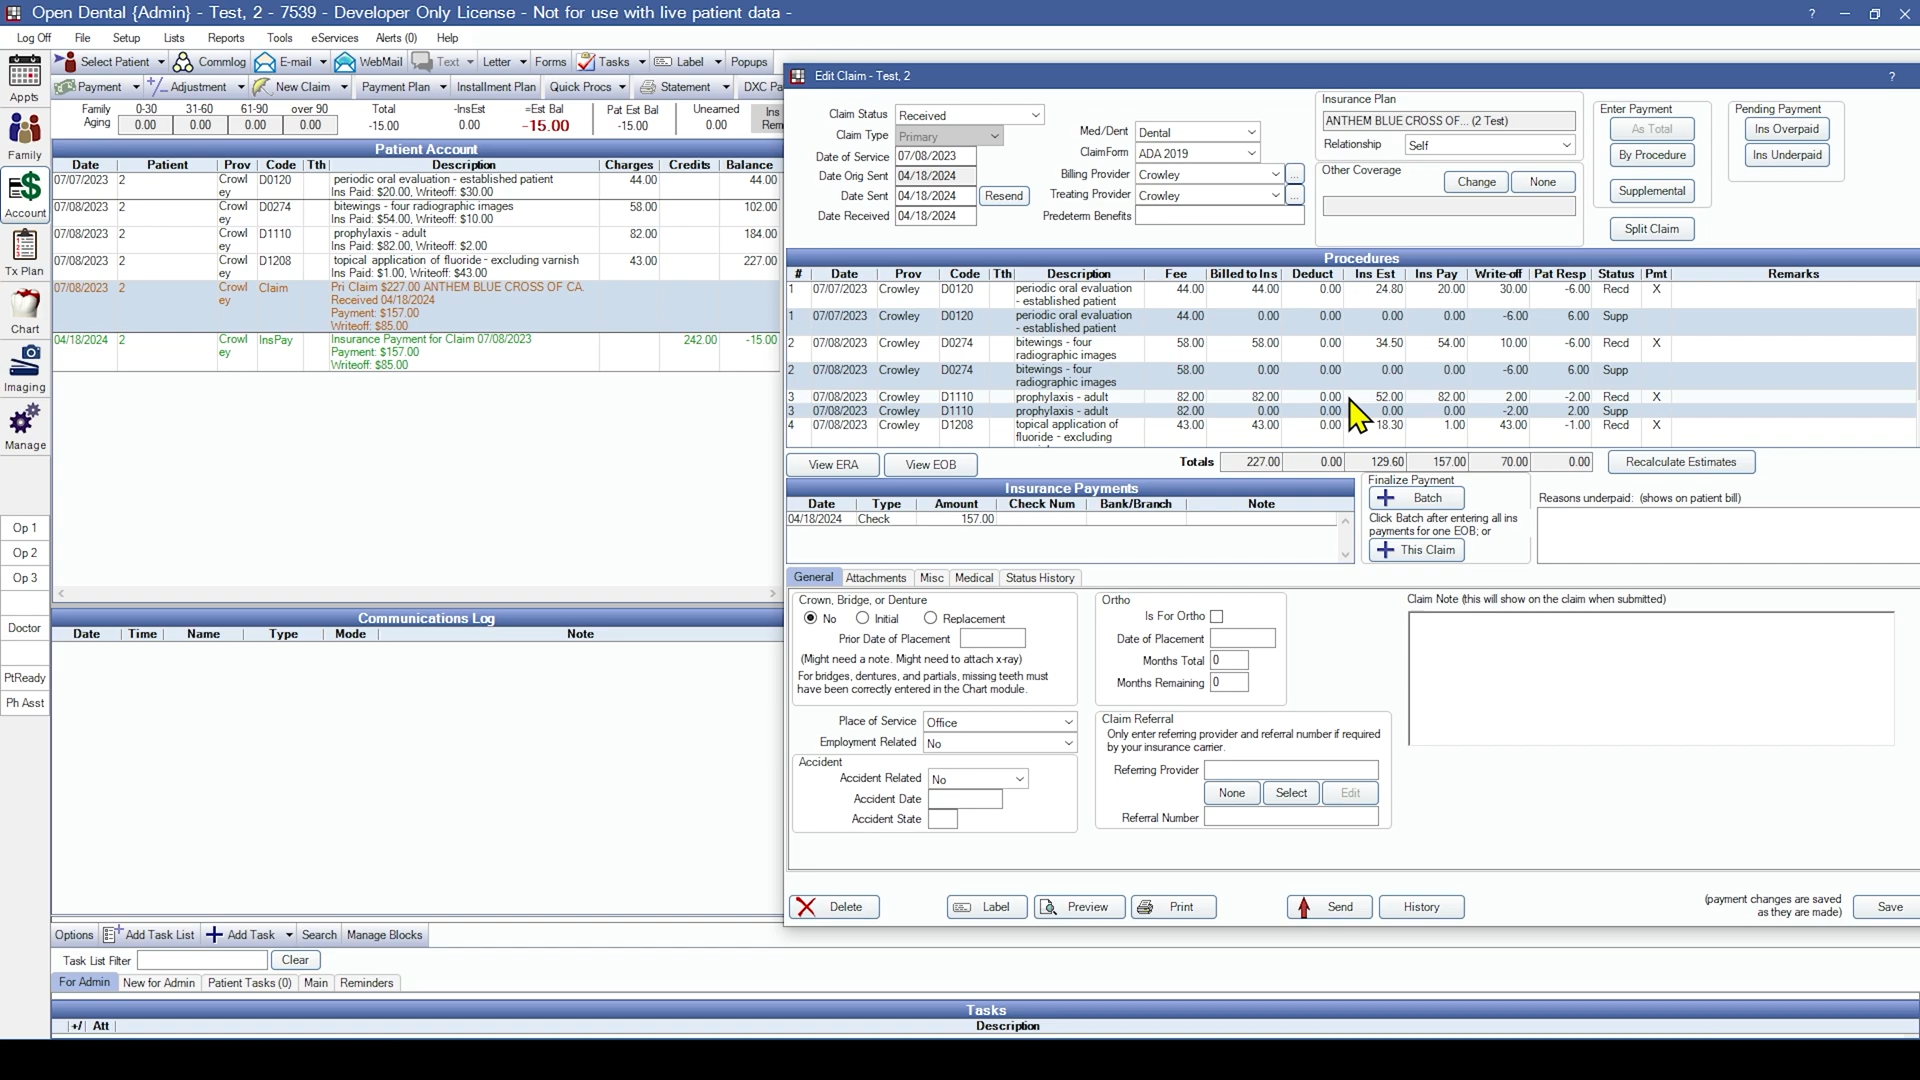 Open Dental {Admin} - Test, 2 - 7539 - Developer Only License - Not for use with live patient data -
Log Off File Setup Lists Reports Tools eServices Alerts (0) Help
Select Patient Commlog E-mail WebMail Text Letter Forms Tasks Label Popups
Payment Adjustment New Claim Payment Plan Installment Plan Quick Procs Statement DXC Pa
Appts
Family
Account
Tx Plan
Chart
Imaging
Manage
Op 1
Op 2
Op 3
Doctor
PtReady
Ph Asst
Family Aging 0-30 31-60 61-90 over 90 Total -InsEst =Est Bal Pat Est Bal Unearned Ins Rem
0.00 0.00 0.00 0.00 -15.00 0.00 -15.00 -15.00 0.00
Patient Account
Date Patient Prov Code Tth Description Charges Credits Balance
07/07/2023 2 Crowl ey D0120 periodic oral evaluation - established patient 44.00 44.00
Ins Paid: $20.00, Writeoff: $30.00
07/08/2023 2 Crowl ey D0274 bitewings - four radiographic images 58.00 102.00
Ins Paid: $54.00, Writeoff: $10.00
07/08/2023 2 Crowl ey D1110 prophylaxis - adult 82.00 184.00
Ins Paid: $82.00, Writeoff: $2.00
07/08/2023 2 Crowl ey D1208 topical application of fluoride - excluding varnish 43.00 227.00
Ins Paid: $1.00, Writeoff: $43.00
07/08/2023 2 Crowl ey Claim Pri Claim $227.00 ANTHEM BLUE CROSS OF CA.
Received 04/18/2024
Payment: $157.00
Writeoff: $85.00
04/18/2024 2 Crowl ey InsPay Insurance Payment for Claim 07/08/2023 242.00 -15.00
Payment: $157.00
Writeoff: $85.00
Communications Log
Date Time Name Type Mode Note
Options Add Task List Add Task Search Manage Blocks
Task List Filter Clear
For Admin New for Admin Patient Tasks (0) Main Reminders
Tasks
+/ Att Description
Edit Claim - Test, 2
Claim Status Received
Claim Type Primary
Date of Service 07/08/2023
Date Orig Sent 04/18/2024
Date Sent 04/18/2024 Resend
Date Received 04/18/2024
Med/Dent Dental
ClaimForm ADA 2019
Billing Provider Crowley ...
Treating Provider Crowley ...
Predeterm Benefits
Insurance Plan
ANTHEM BLUE CROSS OF... (2 Test)
Relationship Self
Other Coverage Change None
Enter Payment
As Total
By Procedure
Supplemental
Split Claim
Pending Payment
Ins Overpaid
Ins Underpaid
Procedures
# Date Prov Code Tth Description Fee Billed to Ins Deduct Ins Est Ins Pay Write-off Pat Resp Status Pmt Remarks
1 07/07/2023 Crowley D0120 periodic oral evaluation - established patient 44.00 44.00 0.00 24.80 20.00 30.00 -6.00 Recd X
1 07/07/2023 Crowley D0120 periodic oral evaluation - established patient 44.00 0.00 0.00 0.00 0.00 -6.00 6.00 Supp
2 07/08/2023 Crowley D0274 bitewings - four radiographic images 58.00 58.00 0.00 34.50 54.00 10.00 -6.00 Recd X
2 07/08/2023 Crowley D0274 bitewings - four radiographic images 58.00 0.00 0.00 0.00 0.00 -6.00 6.00 Supp
3 07/08/2023 Crowley D1110 prophylaxis - adult 82.00 82.00 0.00 52.00 82.00 2.00 -2.00 Recd X
3 07/08/2023 Crowley D1110 prophylaxis - adult 82.00 0.00 0.00 0.00 0.00 -2.00 2.00 Supp
4 07/08/2023 Crowley D1208 topical application of fluoride - excluding 43.00 43.00 0.00 18.30 1.00 43.00 -1.00 Recd X
View ERA View EOB Totals 227.00 0.00 129.60 157.00 70.00 0.00 Recalculate Estimates
Insurance Payments
Date Type Amount Check Num Bank/Branch Note
04/18/2024 Check 157.00
Finalize Payment
Batch
Click Batch after entering all ins
payments for one EOB; or
This Claim
Reasons underpaid: (shows on patient bill)
General Attachments Misc Medical Status History
Crown, Bridge, or Denture
No Initial Replacement
Prior Date of Placement
(Might need a note. Might need to attach x-ray)
For bridges, dentures, and partials, missing teeth must
have been correctly entered in the Chart module.
Place of Service Office
Employment Related No
Accident
Accident Related No
Accident Date
Accident State
Ortho
Is For Ortho
Date of Placement
Months Total 0
Months Remaining 0
Claim Referral
Only enter referring provider and referral number if required
by your insurance carrier.
Referring Provider
None Select Edit
Referral Number
Claim Note (this will show on the claim when submitted)
Delete Label Preview Print Send History
(payment changes are saved
as they are made)
Save